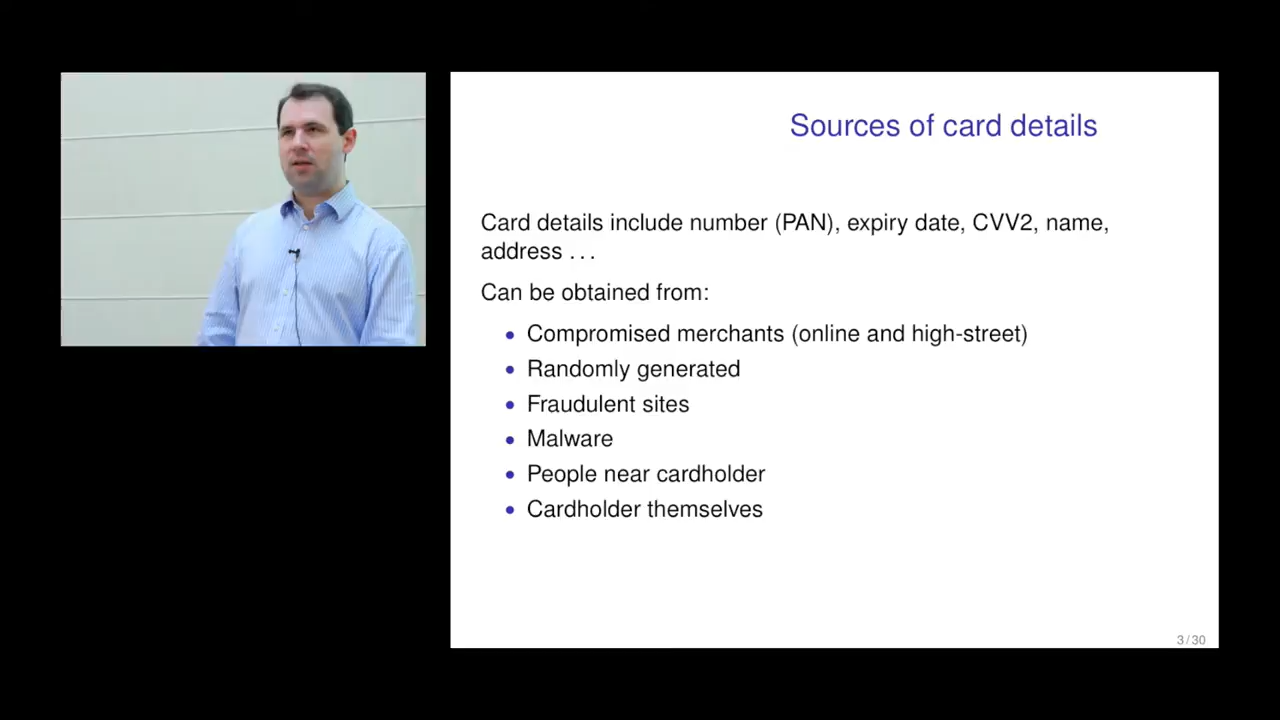 Sources of card details
Card details include number (PAN), expiry date, CVV2, name,
address . . .
Can be obtained from:
• Compromised merchants (online and high-street)
• Randomly generated
• Fraudulent sites
• Malware
• People near cardholder
• Cardholder themselves
3 / 30